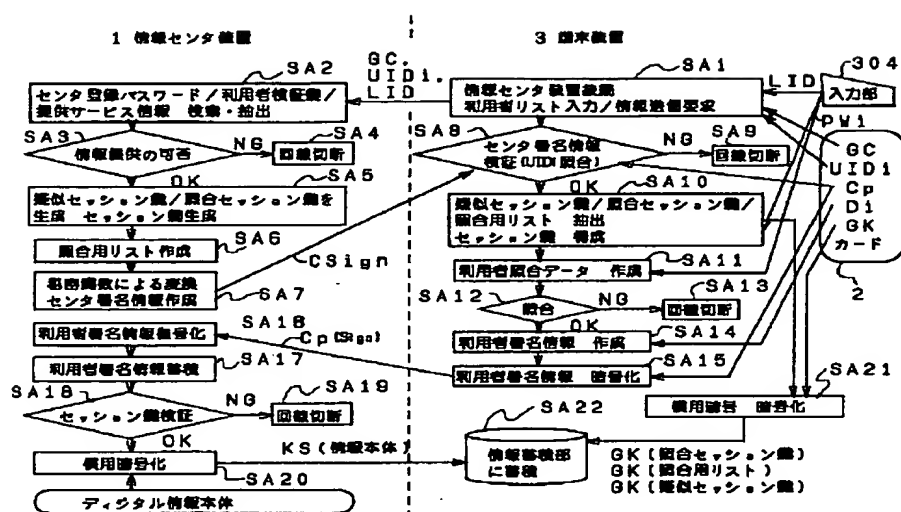 1 情報センタ装置
3 端末装置
GC.
UID1.
LID
SA2
センタ登録パスワード/利用者検証鍵/
提供サービス情報 検索・抽出
SA3
情報提供の可否
NG
SA4
回線切断
OK
SA5
疑似セッション鍵/照合セッション鍵を
生成 セッション鍵生成
SA6
照合用リスト作成
CSign
SA7
センタ署名情報作成
SA16
利用者署名情報復号化
Cp(Sign)
SA17
利用者署名情報蓄積
SA18
セッション鍵検証
NG
SA19
回線切断
OK
慣用暗号化
SA20
KS(情報本体)
ディジタル情報本体
SA1
情報センタ装置接続
利用者リスト入力/情報送信要求
LID
304
入力部
PW1
SA8
センタ署名情報
検証(UID1照合)
NG
SA9
回線切断
OK
SA10
疑似セッション鍵/照合セッション鍵/
照合用リスト 抽出
セッション鍵 構成
GC
UID1
Cp
D1
GK
カード
2
SA11
利用者照合データ 作成
SA12
照合
NG
SA13
回線切断
OK
SA14
利用者署名情報 作成
SA15
利用者署名情報 暗号化
SA21
慣用暗号 暗号化
SA22
情報蓄積部
に蓄積
GK(照合セッション鍵)
GK(照合用リスト)
GK(疑似セッション鍵)